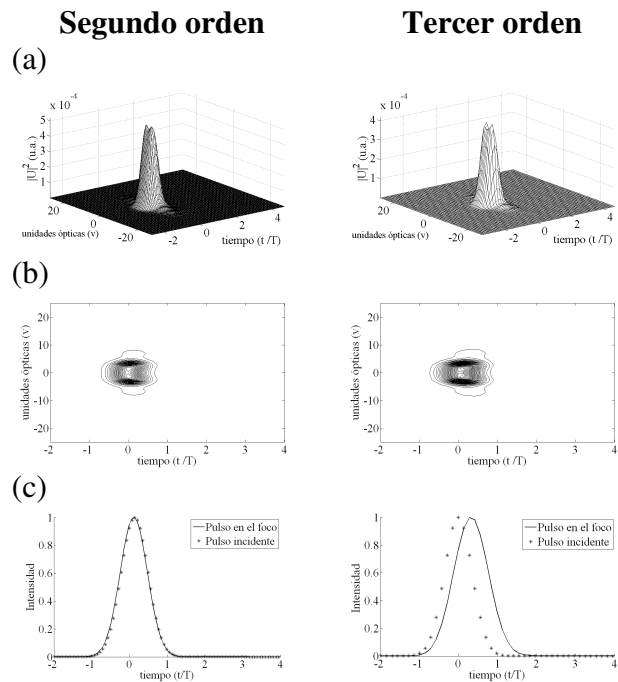 Segundo orden
Tercer orden
(a)
x 10⁻⁴
5
4
3
2
1
|U|² (u.a.)
20
0
-20
unidades ópticas (v)
-2
0
2
4
tiempo (t /T)
x 10⁻⁴
4
3
2
1
|U|² (u.a.)
20
0
-20
unidades ópticas (v)
-2
0
2
4
tiempo (t /T)
(b)
20
10
0
-10
-20
unidades ópticas (v)
-2 -1 0 1 2 3 4
tiempo (t /T)
20
10
0
-10
-20
unidades ópticas (v)
-2 -1 0 1 2 3 4
tiempo (t /T)
(c)
1
0.8
0.6
0.4
0.2
0
Intensidad
Pulso en el foco
Pulso incidente
-2 -1 0 1 2 3 4
tiempo (t/T)
1
0.8
0.6
0.4
0.2
0
Intensidad
Pulso en el foco
Pulso incidente
-2 -1 0 1 2 3 4
tiempo (t/T)